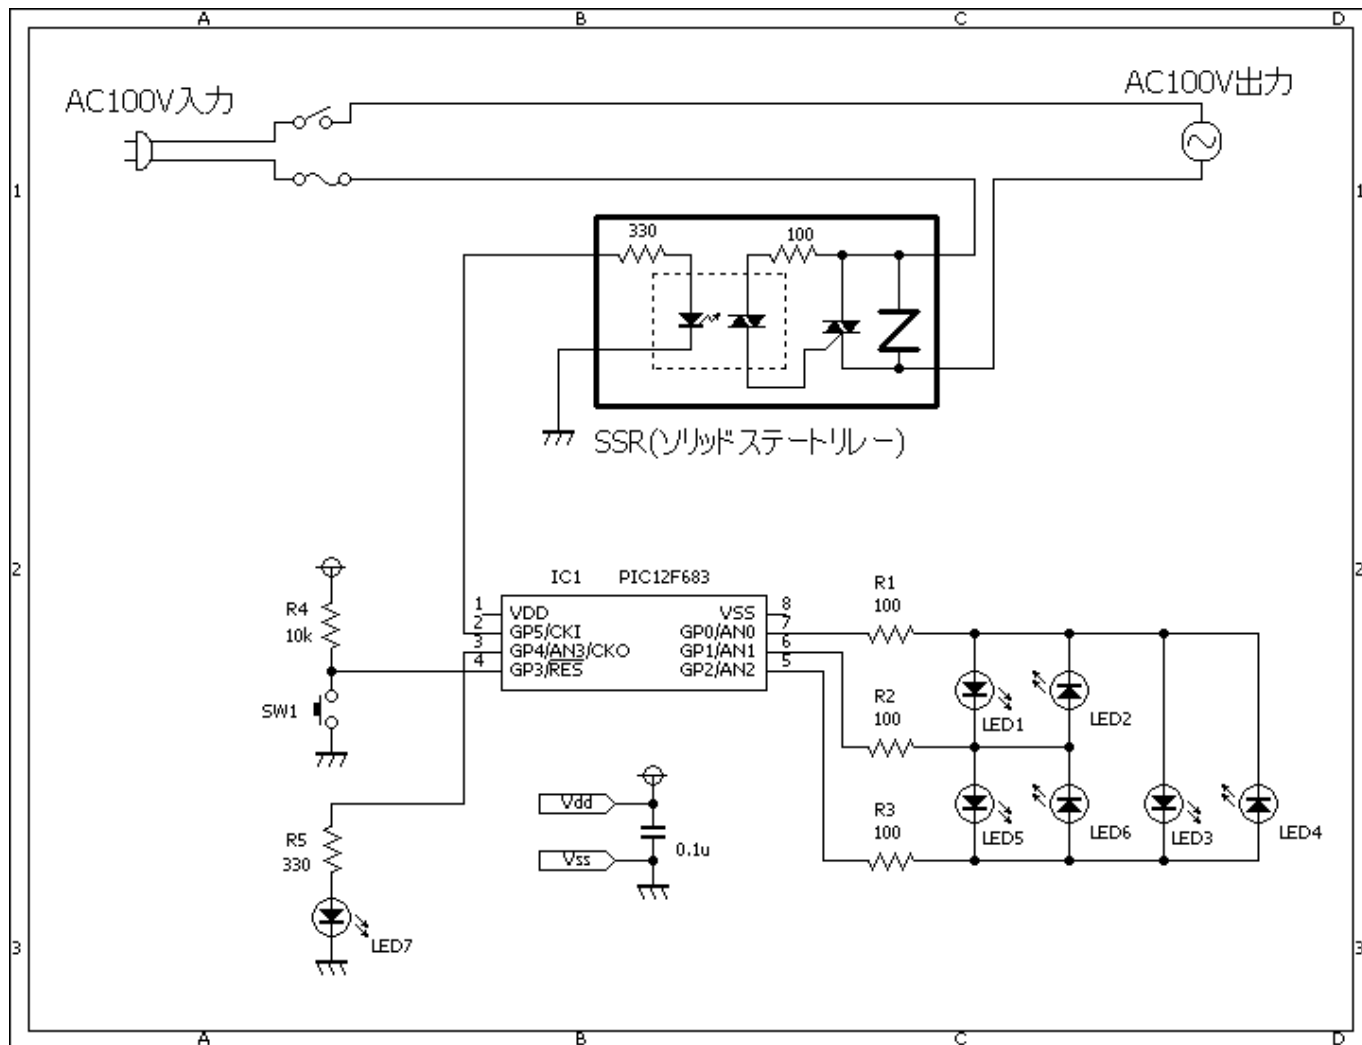 A B C D
AC100V入力
AC100V出力
1 1
330
100
SSR(ソリッドステートリレー)
2 2
IC1 PIC12F683
R1
100
R4
10k
1 VDD VSS 8
2 GP5/CKI GP0/AN0 7
3 GP4/AN3/CKO GP1/AN1 6
4 GP3/RES GP2/AN2 5
SW1
R2
100
LED1
LED2
Vdd
Vss
0.1u
R3
100
LED5
LED6
LED3
LED4
R5
330
LED7
3 3
A B C D